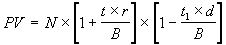 PV = N × [1 + t × r / B] × [1 − t₁ × d / B]